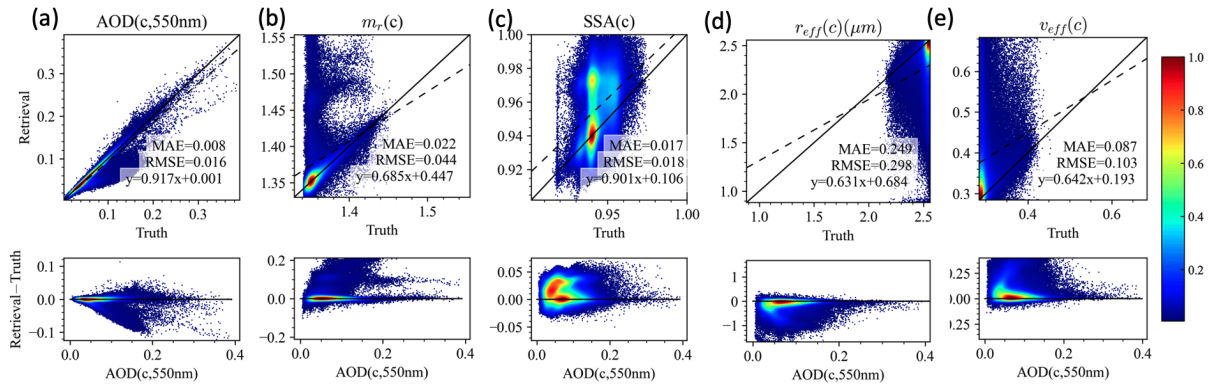 (a) AOD(c,550nm)
0.3
0.2
0.1
Retrieval
MAE=0.008
RMSE=0.016
y=0.917x+0.001
0.1 0.2 0.3
Truth
(b) m_r(c)
1.55
1.50
1.45
1.40
1.35
MAE=0.022
RMSE=0.044
y=0.685x+0.447
1.4 1.5
Truth
(c) SSA(c)
1.00
0.98
0.96
0.94
0.92
MAE=0.017
RMSE=0.018
y=0.901x+0.106
0.95 1.00
Truth
(d) r_eff(c)(μm)
2.5
2.0
1.5
1.0
MAE=0.249
RMSE=0.298
y=0.631x+0.684
1.0 1.5 2.0 2.5
Truth
(e) v_eff(c)
0.6
0.5
0.4
0.3
MAE=0.087
RMSE=0.103
y=0.642x+0.193
0.4 0.6
Truth
1.0
0.8
0.6
0.4
0.2
Retrieval−Truth
0.1
0.0
−0.1
0.0 0.2 0.4
AOD(c,550nm)
0.2
0.0
−0.2
0.0 0.2 0.4
AOD(c,550nm)
0.05
0.00
−0.05
0.0 0.2 0.4
AOD(c,550nm)
1
0
−1
0.0 0.2 0.4
AOD(c,550nm)
).25
).00
).25
0.0 0.2 0.4
AOD(c,550nm)